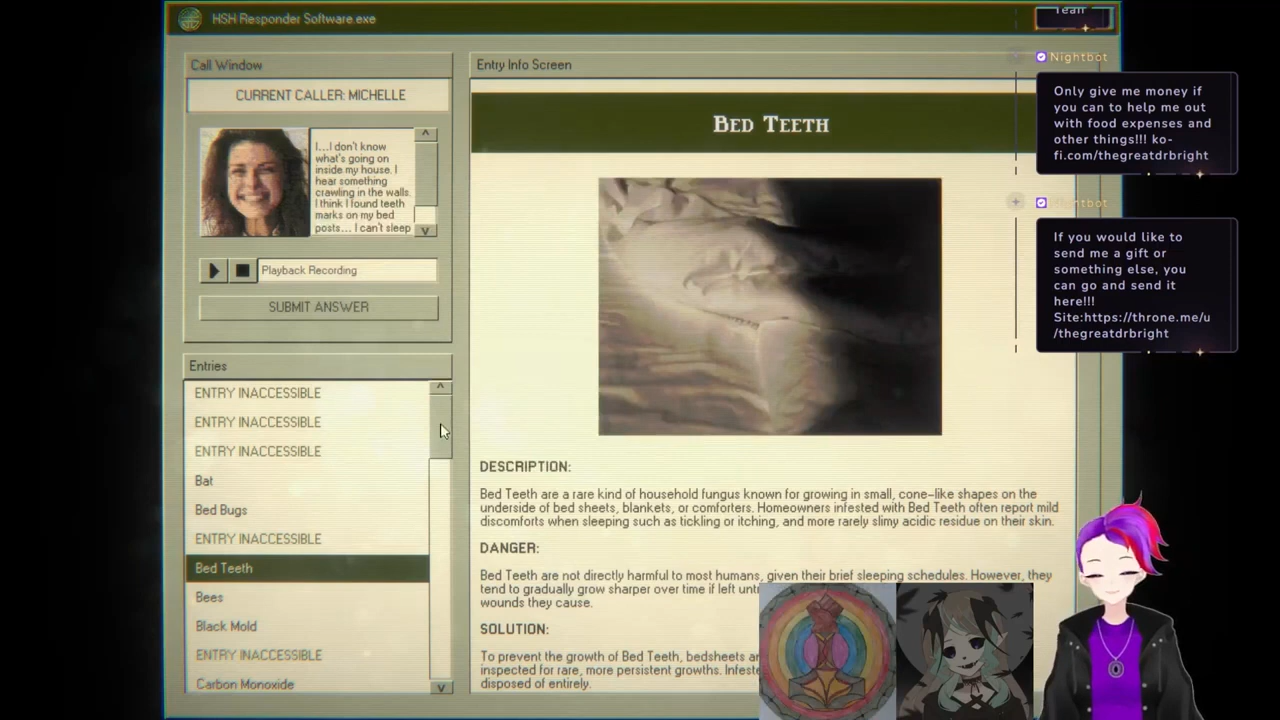 HSH Responder Software.exe
Call Window
CURRENT CALLER: MICHELLE
I...I don't know
what's going on
inside my house. I
hear something
crawling in the walls.
I think I found teeth
marks on my bed
posts... I can't sleep
Playback Recording
SUBMIT ANSWER
Entries
ENTRY INACCESSIBLE
ENTRY INACCESSIBLE
ENTRY INACCESSIBLE
Bat
Bed Bugs
ENTRY INACCESSIBLE
Bed Teeth
Bees
Black Mold
ENTRY INACCESSIBLE
Carbon Monoxide
Entry Info Screen
BED TEETH
DESCRIPTION:
Bed Teeth are a rare kind of household fungus known for growing in small, cone-like shapes on the
underside of bed sheets, blankets, or comforters. Homeowners infested with Bed Teeth often report mild
discomforts when sleeping such as tickling or itching, and more rarely slimy acidic residue on their skin.
DANGER:
Bed Teeth are not directly harmful to most humans, given their brief sleeping schedules. However, they
tend to gradually grow sharper over time if left
wounds they cause.
SOLUTION:
To prevent the growth of Bed Teeth, bedsheets
inspected for rare, more persistent growths.
disposed of entirely.
Yeah
Nightbot
Only give me money if
you can to help me out
with food expenses and
other things!!! ko-
fi.com/thegreatdrbright
Nightbot
If you would like to
send me a gift or
something else, you
can go and send it
here!!!
Site:https://throne.me/u
/thegreatdrbright